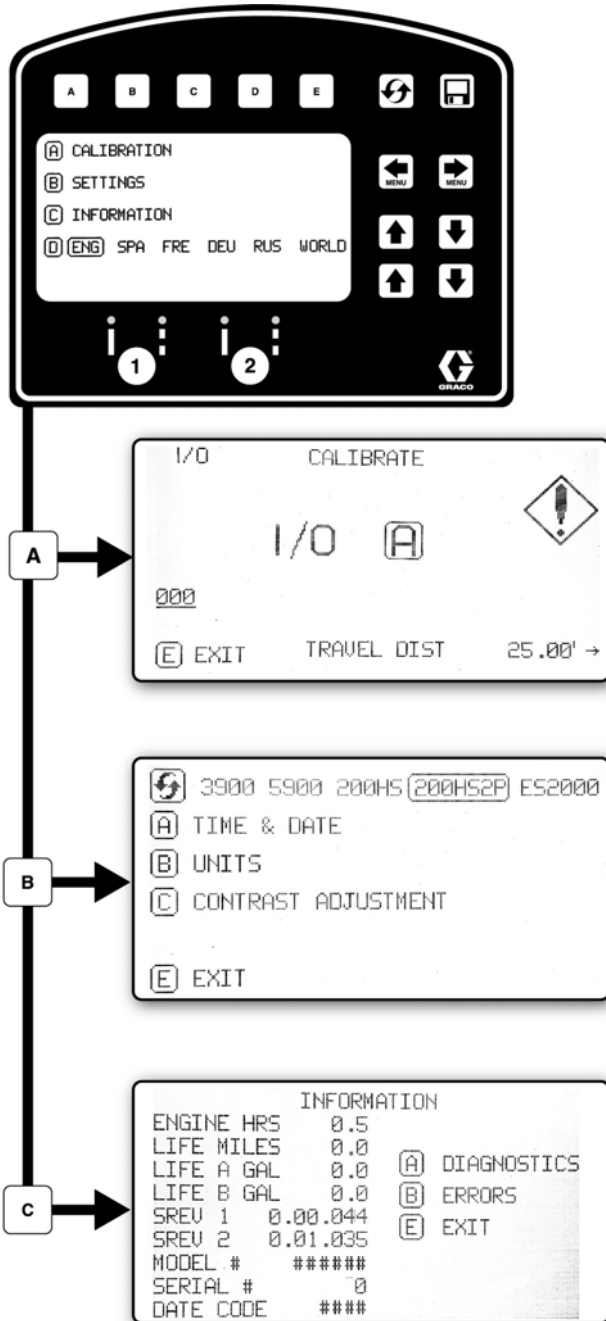 A B C D E
A CALIBRATION
MENU MENU
B SETTINGS
C INFORMATION
D ENG SPA FRE DEU RUS WORLD
1 2
GRACO
I/O CALIBRATE
I/O A
!
A
000
E EXIT TRAVEL DIST 25.00' →
3900 5900 200HS 200HS2P ES2000
A TIME & DATE
B UNITS
B
C CONTRAST ADJUSTMENT
E EXIT
INFORMATION
ENGINE HRS 0.5
LIFE MILES 0.0
LIFE A GAL 0.0 A DIAGNOSTICS
LIFE B GAL 0.0 B ERRORS
C
SREV 1 0.00.044 E EXIT
SREV 2 0.01.035
MODEL # ######
SERIAL # 0
DATE CODE ####